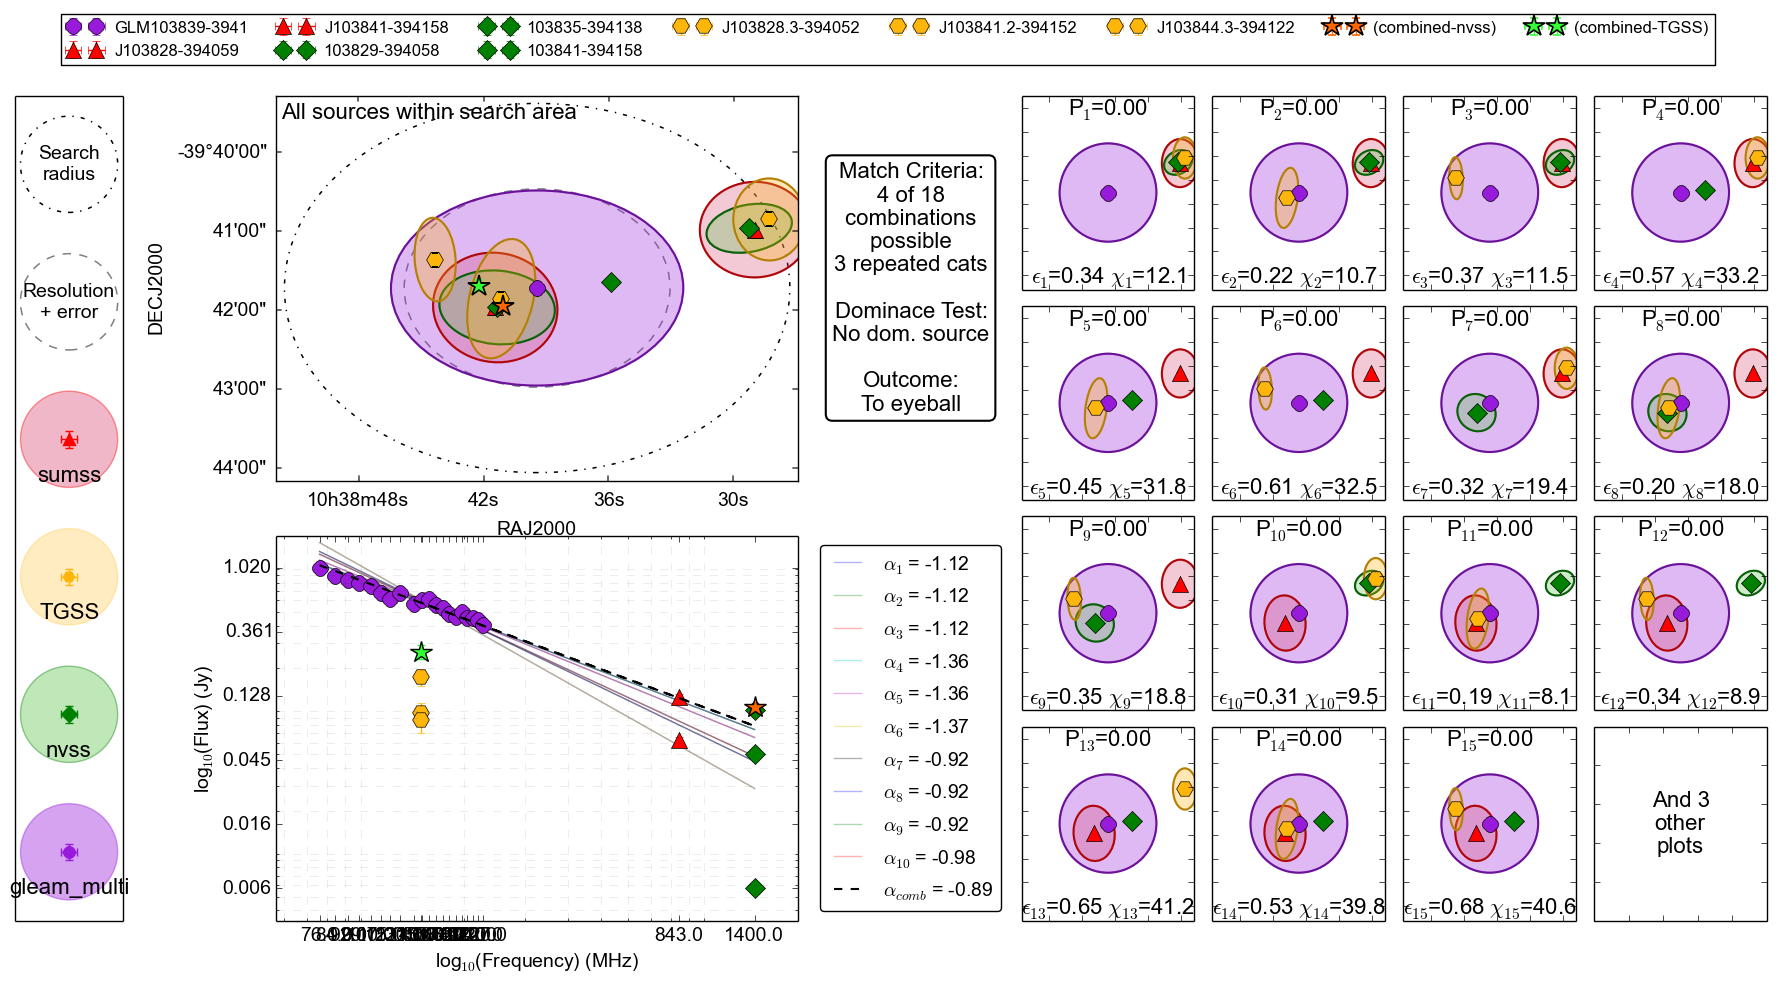 GLM103839-3941 J103841-394158 103835-394138 J103828.3-394052 J103841.2-394152 J103844.3-394122 (combined-nvss) (combined-TGSS)
J103828-394059 103829-394058 103841-394158
Search
radius
Resolution
+ error
sumss
TGSS
nvss
gleam_multi
All sources within search area
DECJ2000
-39°40'00"
41'00"
42'00"
43'00"
44'00"
10h38m48s 42s 36s 30s
RAJ2000
Match Criteria:
4 of 18
combinations
possible
3 repeated cats
Dominace Test:
No dom. source
Outcome:
To eyeball
log10(Flux) (Jy)
1.020
0.361
0.128
0.045
0.016
0.006
843.0 1400.0
log10(Frequency) (MHz)
α1 = -1.12
α2 = -1.12
α3 = -1.12
α4 = -1.36
α5 = -1.36
α6 = -1.37
α7 = -0.92
α8 = -0.92
α9 = -0.92
α10 = -0.98
αcomb = -0.89
P1=0.00 P2=0.00 P3=0.00 P4=0.00
ϵ1=0.34 χ1=12.1 ϵ2=0.22 χ2=10.7 ϵ3=0.37 χ3=11.5 ϵ4=0.57 χ4=33.2
P5=0.00 P6=0.00 P7=0.00 P8=0.00
ϵ5=0.45 χ5=31.8 ϵ6=0.61 χ6=32.5 ϵ7=0.32 χ7=19.4 ϵ8=0.20 χ8=18.0
P9=0.00 P10=0.00 P11=0.00 P12=0.00
ϵ9=0.35 χ9=18.8 ϵ10=0.31 χ10=9.5 ϵ11=0.19 χ11=8.1 ϵ12=0.34 χ12=8.9
P13=0.00 P14=0.00 P15=0.00
ϵ13=0.65 χ13=41.2 ϵ14=0.53 χ14=39.8 ϵ15=0.68 χ15=40.6
And 3
other
plots